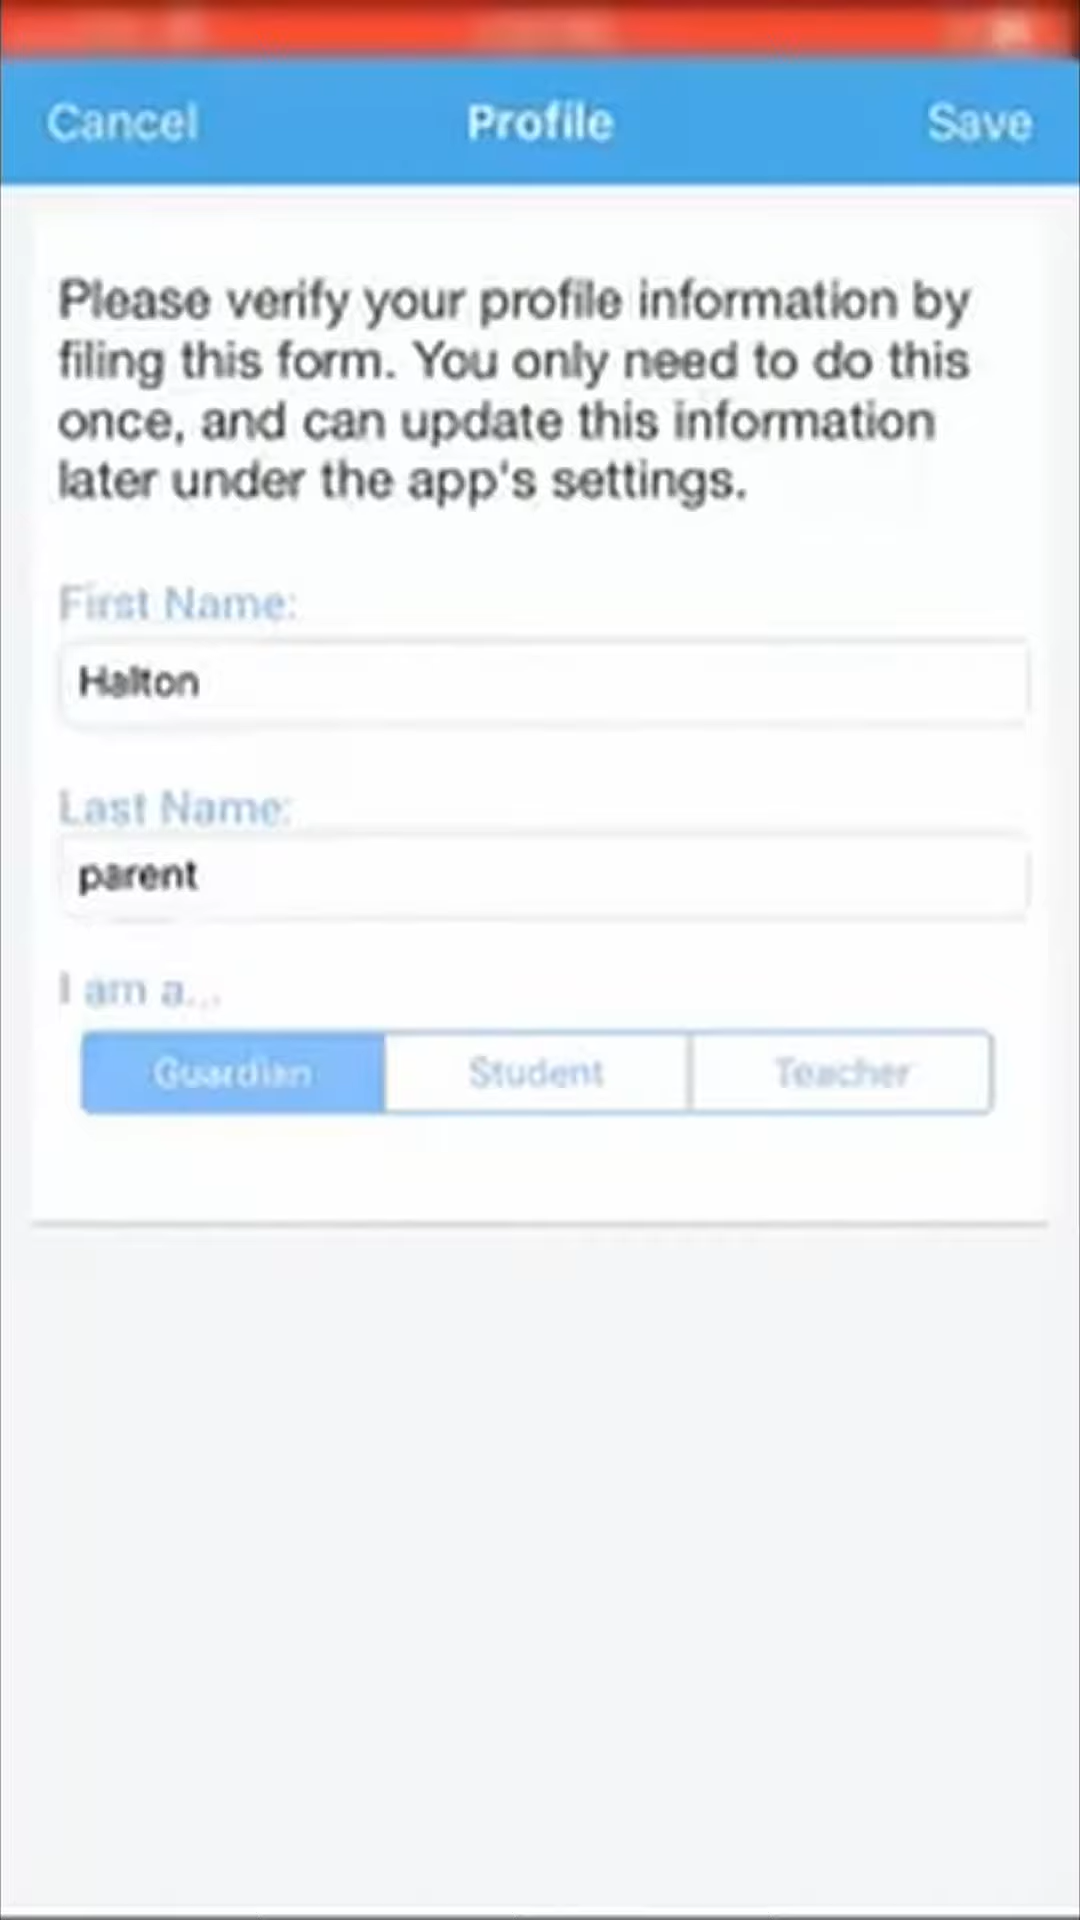 Cancel Profile Save
Please verify your profile information by
filing this form. You only need to do this
once, and can update this information
later under the app's settings.
First Name:
Halton
Last Name:
parent
I am a...
Guardian Student Teacher